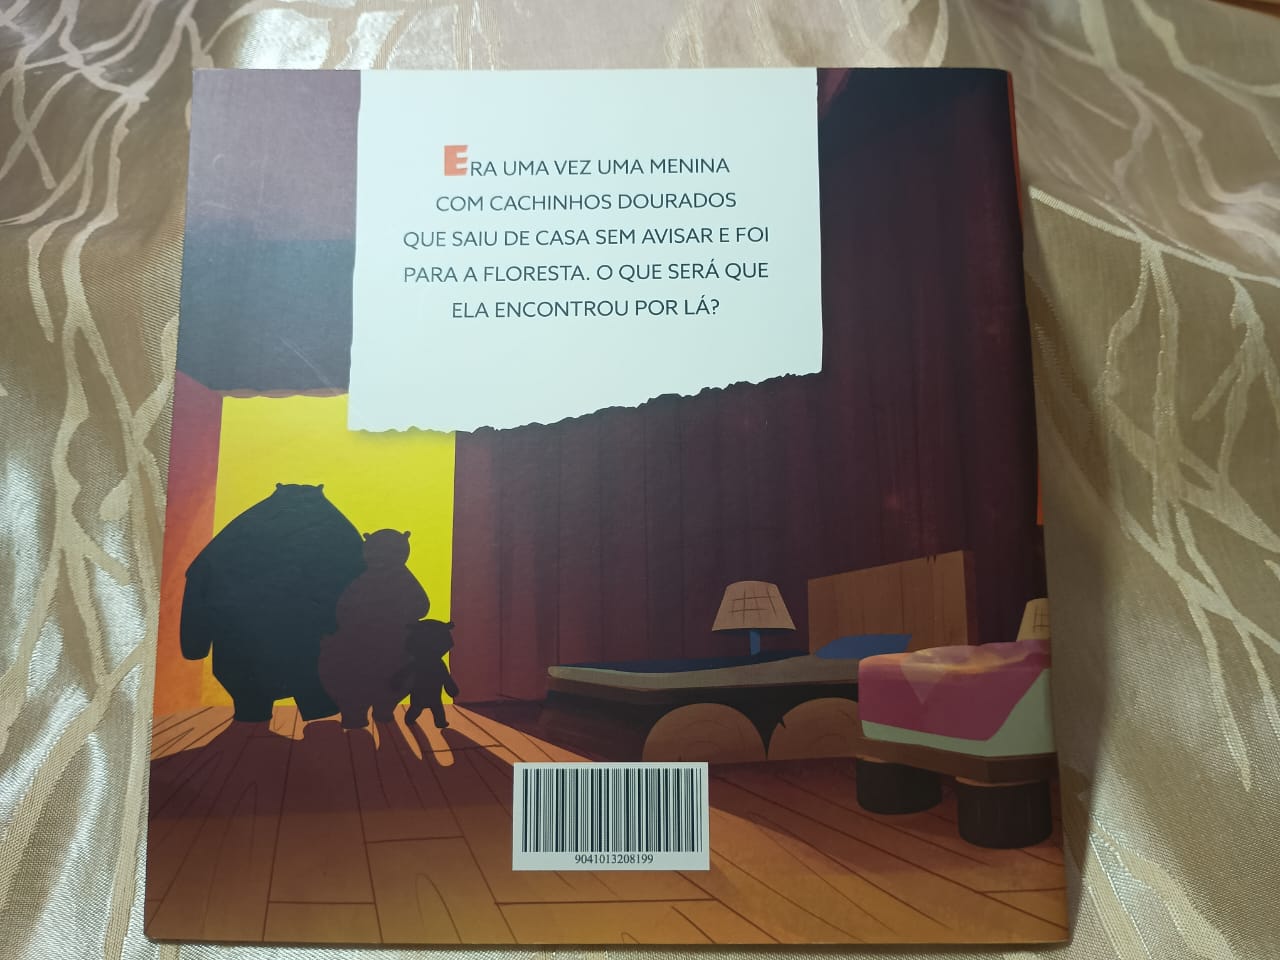 ERA UMA VEZ UMA MENINA
COM CACHINHOS DOURADOS
QUE SAIU DE CASA SEM AVISAR E FOI
PARA A FLORESTA. O QUE SERÁ QUE
ELA ENCONTROU POR LÁ?
9041013208199